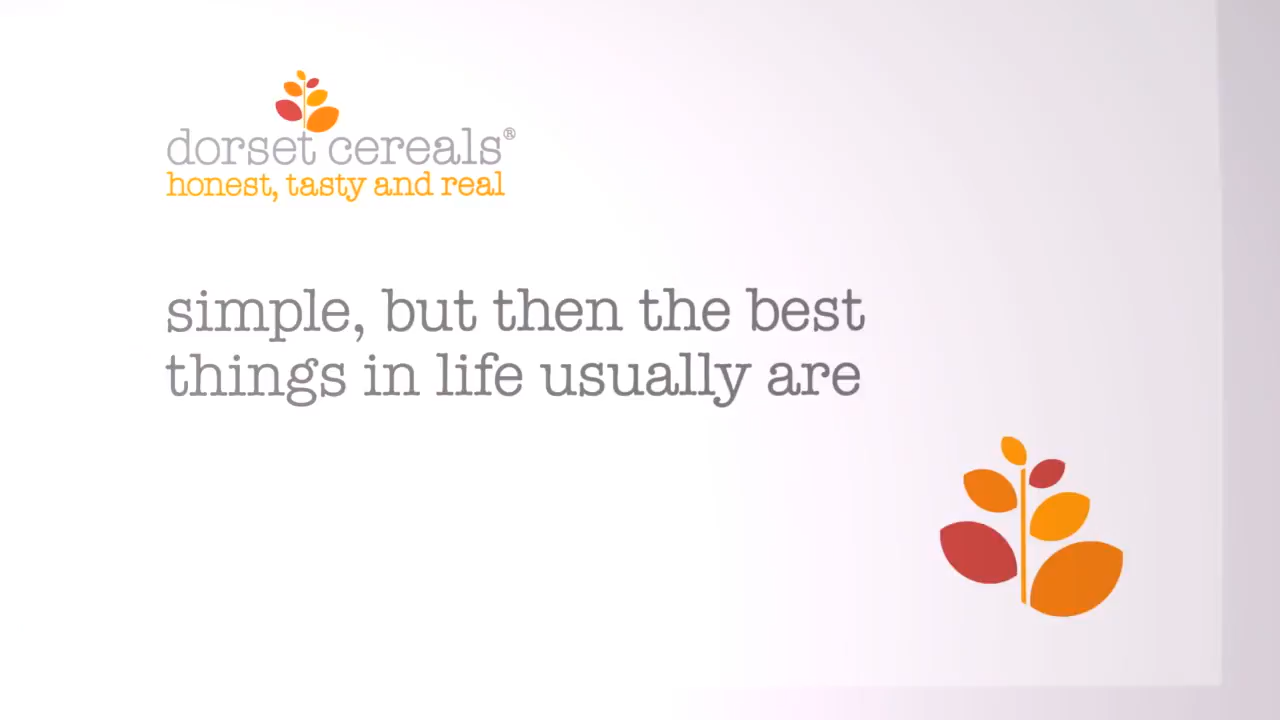 dorset cereals®
honest, tasty and real
simple, but then the best
things in life usually are